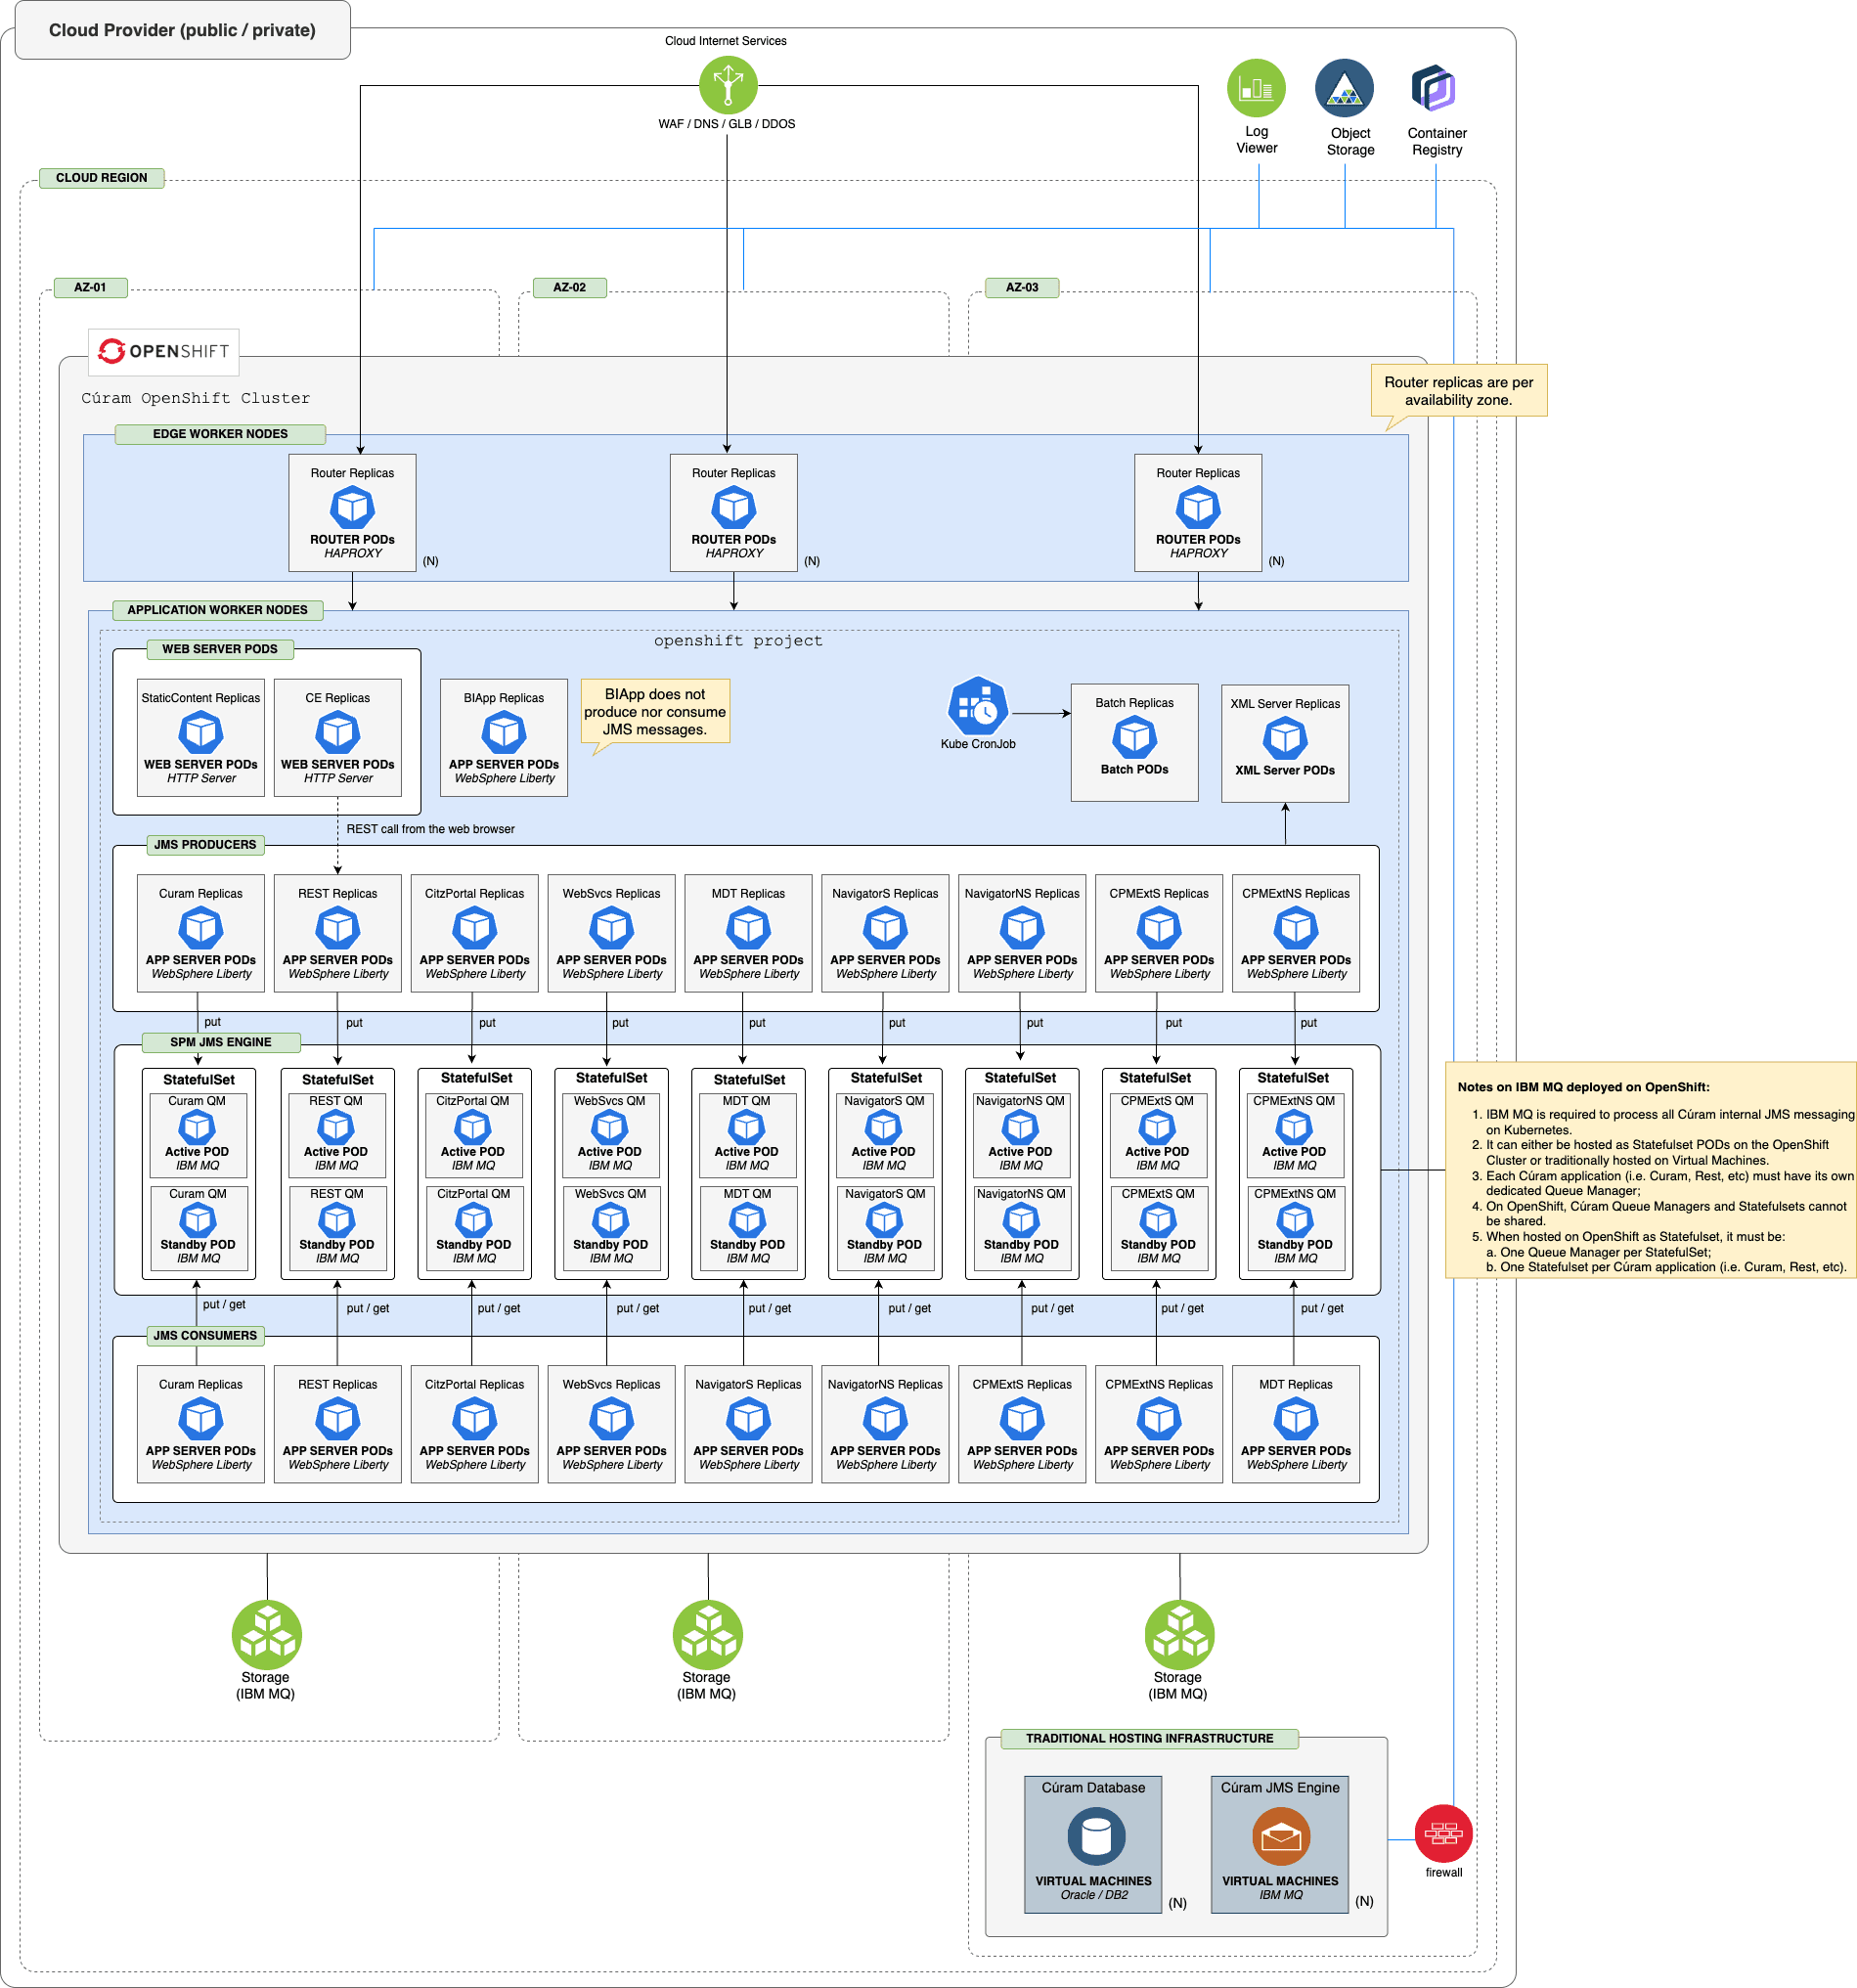 Cloud Provider (public / private)
Cloud Internet Services
WAF / DNS / GLB / DDOS
Log
Viewer
Object
Storage
Container
Registry
CLOUD REGION
AZ-01
AZ-02
AZ-03
OPENSHIFT
Cúram OpenShift Cluster
Router replicas are per
availability zone.
EDGE WORKER NODES
Router Replicas
ROUTER PODs
HAPROXY
(N)
Router Replicas
ROUTER PODs
HAPROXY
(N)
Router Replicas
ROUTER PODs
HAPROXY
(N)
APPLICATION WORKER NODES
openshift project
WEB SERVER PODS
StaticContent Replicas
WEB SERVER PODs
HTTP Server
CE Replicas
WEB SERVER PODs
HTTP Server
BIApp Replicas
APP SERVER PODs
WebSphere Liberty
BIApp does not
produce nor consume
JMS messages.
Kube CronJob
Batch Replicas
Batch PODs
XML Server Replicas
XML Server PODs
REST call from the web browser
JMS PRODUCERS
Curam Replicas
APP SERVER PODs
WebSphere Liberty
REST Replicas
APP SERVER PODs
WebSphere Liberty
CitzPortal Replicas
APP SERVER PODs
WebSphere Liberty
WebSvcs Replicas
APP SERVER PODs
WebSphere Liberty
MDT Replicas
APP SERVER PODs
WebSphere Liberty
NavigatorS Replicas
APP SERVER PODs
WebSphere Liberty
NavigatorNS Replicas
APP SERVER PODs
WebSphere Liberty
CPMExtS Replicas
APP SERVER PODs
WebSphere Liberty
CPMExtNS Replicas
APP SERVER PODs
WebSphere Liberty
put
put
put
put
put
put
put
put
put
SPM JMS ENGINE
StatefulSet
Curam QM
Active POD
IBM MQ
Curam QM
Standby POD
IBM MQ
StatefulSet
REST QM
Active POD
IBM MQ
REST QM
Standby POD
IBM MQ
StatefulSet
CitzPortal QM
Active POD
IBM MQ
CitzPortal QM
Standby POD
IBM MQ
StatefulSet
WebSvcs QM
Active POD
IBM MQ
WebSvcs QM
Standby POD
IBM MQ
StatefulSet
MDT QM
Active POD
IBM MQ
MDT QM
Standby POD
IBM MQ
StatefulSet
NavigatorS QM
Active POD
IBM MQ
NavigatorS QM
Standby POD
IBM MQ
StatefulSet
NavigatorNS QM
Active POD
IBM MQ
NavigatorNS QM
Standby POD
IBM MQ
StatefulSet
CPMExtS QM
Active POD
IBM MQ
CPMExtS QM
Standby POD
IBM MQ
StatefulSet
CPMExtNS QM
Active POD
IBM MQ
CPMExtNS QM
Standby POD
IBM MQ
Notes on IBM MQ deployed on OpenShift:
1. IBM MQ is required to process all Cúram internal JMS messaging
on Kubernetes.
2. It can either be hosted as Statefulset PODs on the OpenShift
Cluster or traditionally hosted on Virtual Machines.
3. Each Cúram application (i.e. Curam, Rest, etc) must have its own
dedicated Queue Manager;
4. On OpenShift, Cúram Queue Managers and Statefulsets cannot
be shared.
5. When hosted on OpenShift as Statefulset, it must be:
a. One Queue Manager per StatefulSet;
b. One Statefulset per Cúram application (i.e. Curam, Rest, etc).
put / get
put / get
put / get
put / get
put / get
put / get
put / get
put / get
put / get
JMS CONSUMERS
Curam Replicas
APP SERVER PODs
WebSphere Liberty
REST Replicas
APP SERVER PODs
WebSphere Liberty
CitzPortal Replicas
APP SERVER PODs
WebSphere Liberty
WebSvcs Replicas
APP SERVER PODs
WebSphere Liberty
NavigatorS Replicas
APP SERVER PODs
WebSphere Liberty
NavigatorNS Replicas
APP SERVER PODs
WebSphere Liberty
CPMExtS Replicas
APP SERVER PODs
WebSphere Liberty
CPMExtNS Replicas
APP SERVER PODs
WebSphere Liberty
MDT Replicas
APP SERVER PODs
WebSphere Liberty
Storage
(IBM MQ)
Storage
(IBM MQ)
Storage
(IBM MQ)
TRADITIONAL HOSTING INFRASTRUCTURE
Cúram Database
VIRTUAL MACHINES
Oracle / DB2
(N)
Cúram JMS Engine
VIRTUAL MACHINES
IBM MQ
(N)
firewall